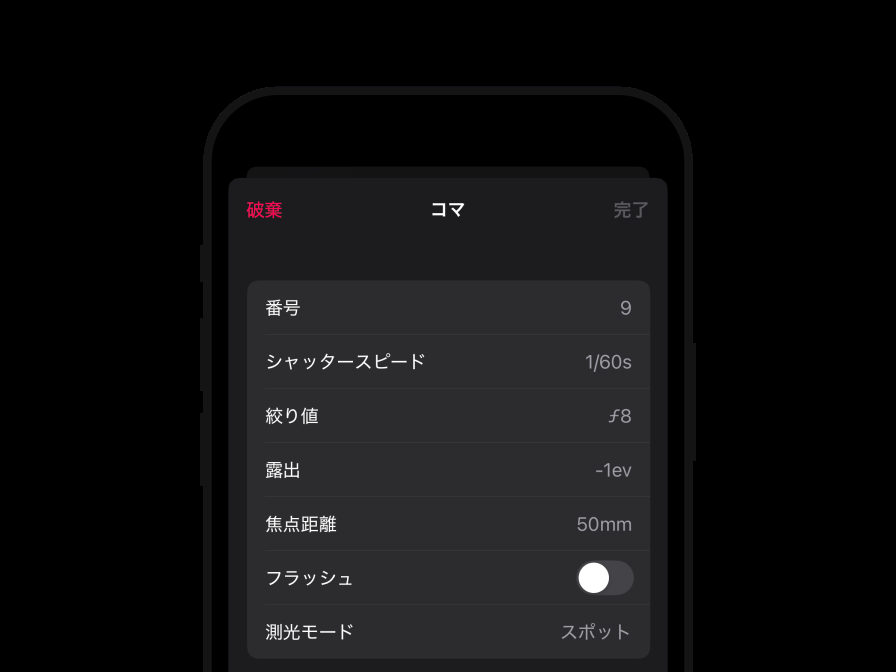 破棄 コマ 完了
番号 9
シャッタースピード 1/60s
絞り値 ƒ8
露出 -1ev
焦点距離 50mm
フラッシュ
測光モード スポット